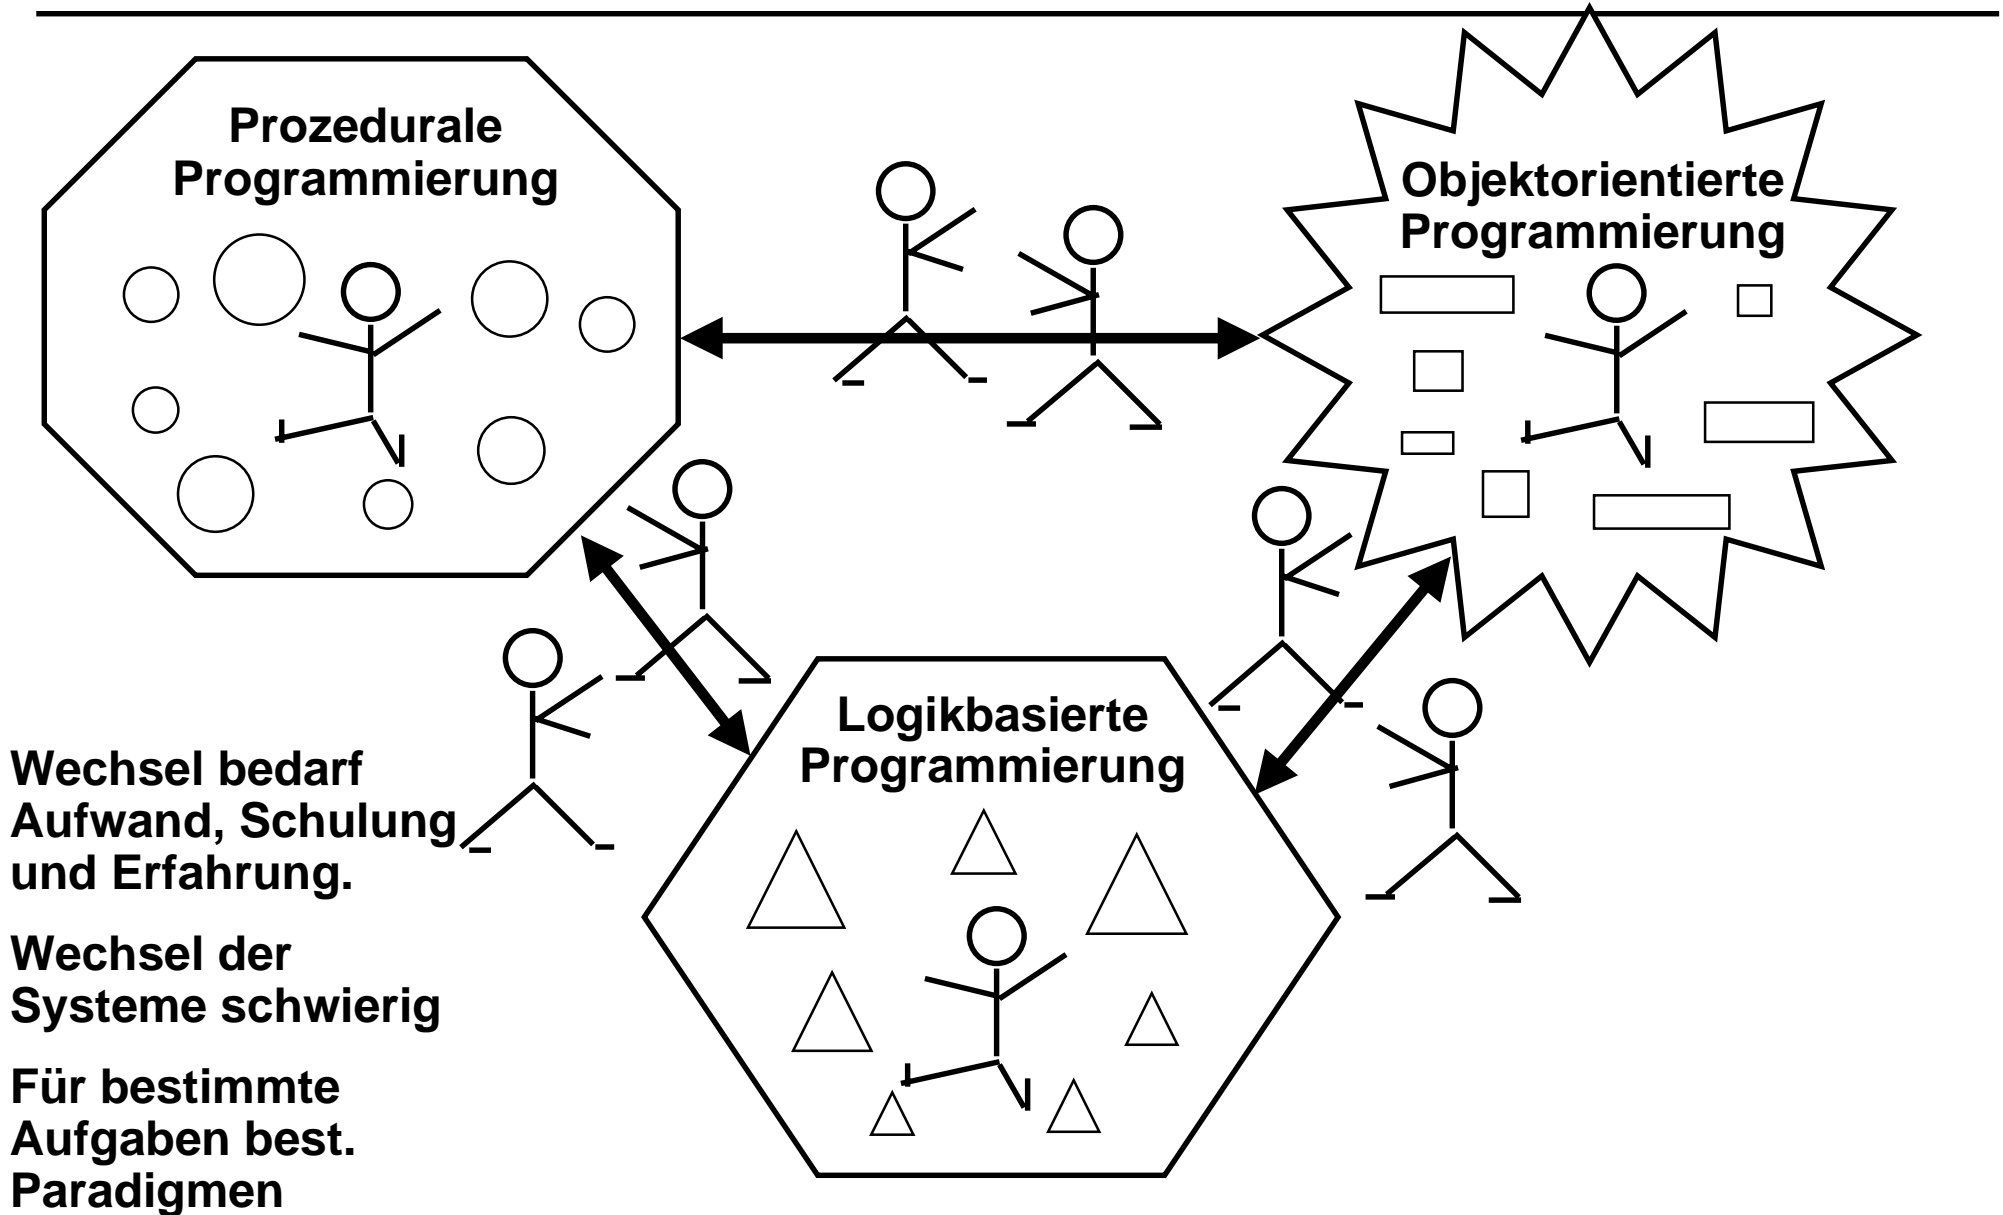 Prozedurale
Programmierung
Objektorientierte
Programmierung
Logikbasierte
Programmierung
Wechsel bedarf
Aufwand, Schulung
und Erfahrung.
Wechsel der
Systeme schwierig
Für bestimmte
Aufgaben best.
Paradigmen